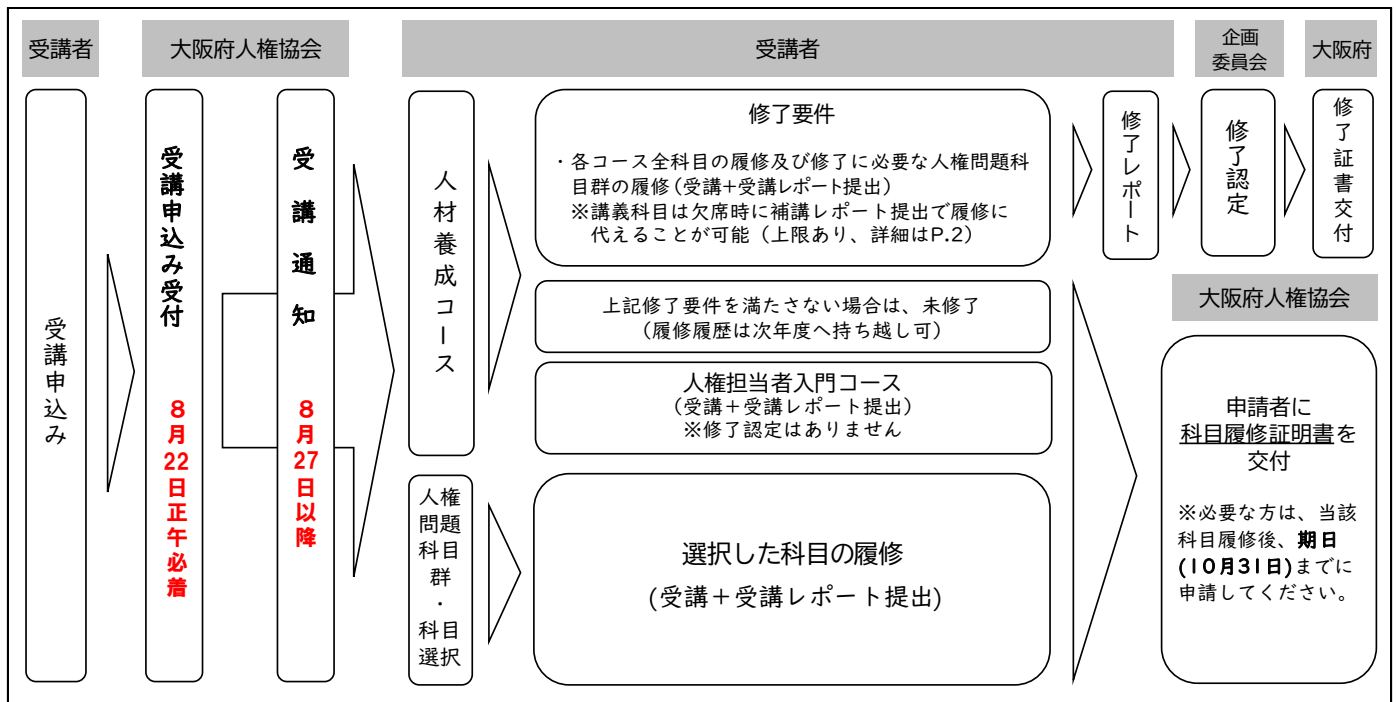 受講者
大阪府人権協会
受講者
企画
委員会
大阪府
受講申込み
受講申込み受付
8月22日正午必着
受講通知
8月27日以降
人材養成コース
修了要件
・各コース全科目の履修及び修了に必要な人権問題科
目群の履修(受講+受講レポート提出)
※講義科目は欠席時に補講レポート提出で履修に
代えることが可能（上限あり、詳細はP.2）
修了レポート
修了認定
修了証書交付
上記修了要件を満たさない場合は、未修了
(履修履歴は次年度へ持ち越し可)
人権担当者入門コース
(受講＋受講レポート提出)
※修了認定はありません
人権
問題
科目
群
・
科目
選択
選択した科目の履修
(受講＋受講レポート提出)
大阪府人権協会
申請者に
科目履修証明書を
交付
※必要な方は、当該
科目履修後、期日
(10月31日)までに
申請してください。